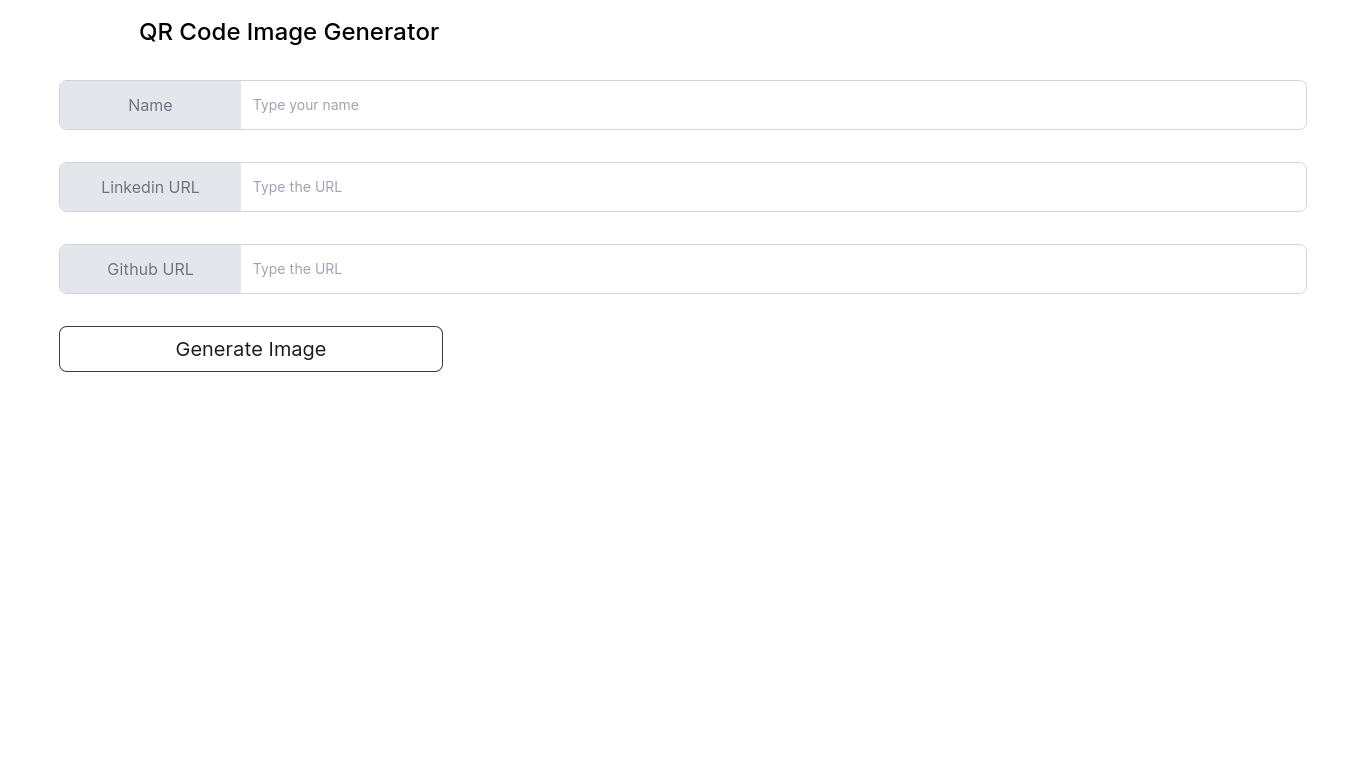 QR Code Image Generator
Name Type your name
Linkedin URL Type the URL
Github URL Type the URL
Generate Image